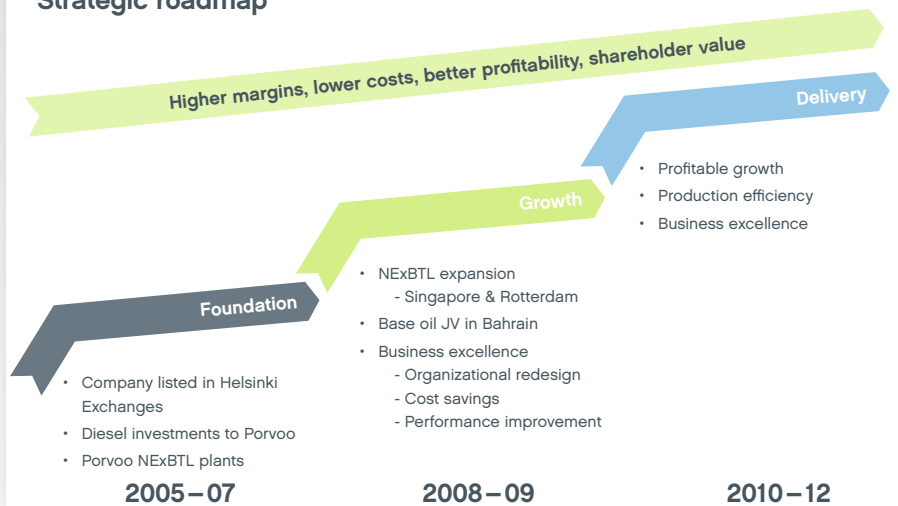 Strategic roadmap
Higher margins, lower costs, better profitability, shareholder value
Delivery
• Profitable growth
• Production efficiency
• Business excellence
Growth
• NExBTL expansion
- Singapore & Rotterdam
• Base oil JV in Bahrain
• Business excellence
- Organizational redesign
- Cost savings
- Performance improvement
Foundation
• Company listed in Helsinki
Exchanges
• Diesel investments to Porvoo
• Porvoo NExBTL plants
2005–07
2008–09
2010–12